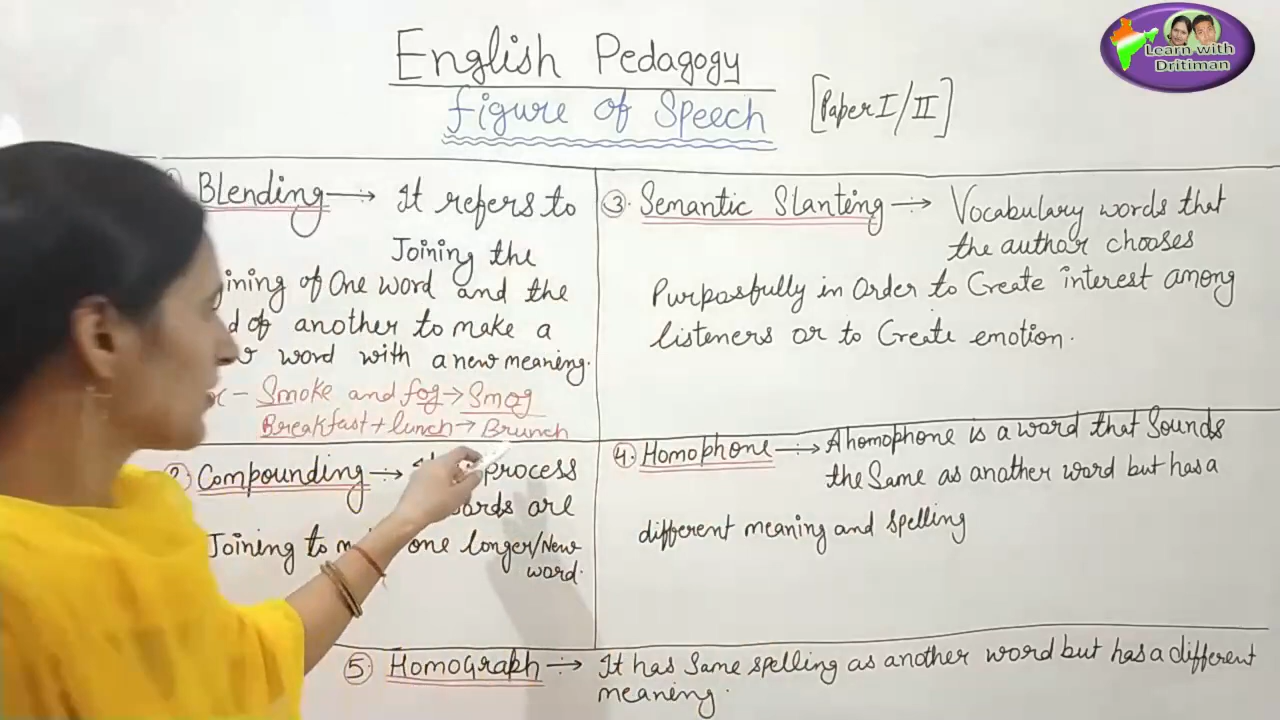 English Pedagogy
figure of Speech
[Paper I/II]
Learn with
Dritiman
Blending → It refers to
Joining the
of One word and the
of another to make a
word with a new meaning.
- Smoke and fog → Smog
Breakfast + lunch → Brunch
Compounding → process
are
Joining to one longer/New
word.
③. Semantic Slanting → Vocabulary words that
the author chooses
Purposfully in order to Create interest among
listeners or to Create emotion.
④. Homophone → A homophone is a word that Sounds
the Same as another word but has a
different meaning and spelling
⑤. Homograph → It has Same spelling as another word but has a different
meaning.